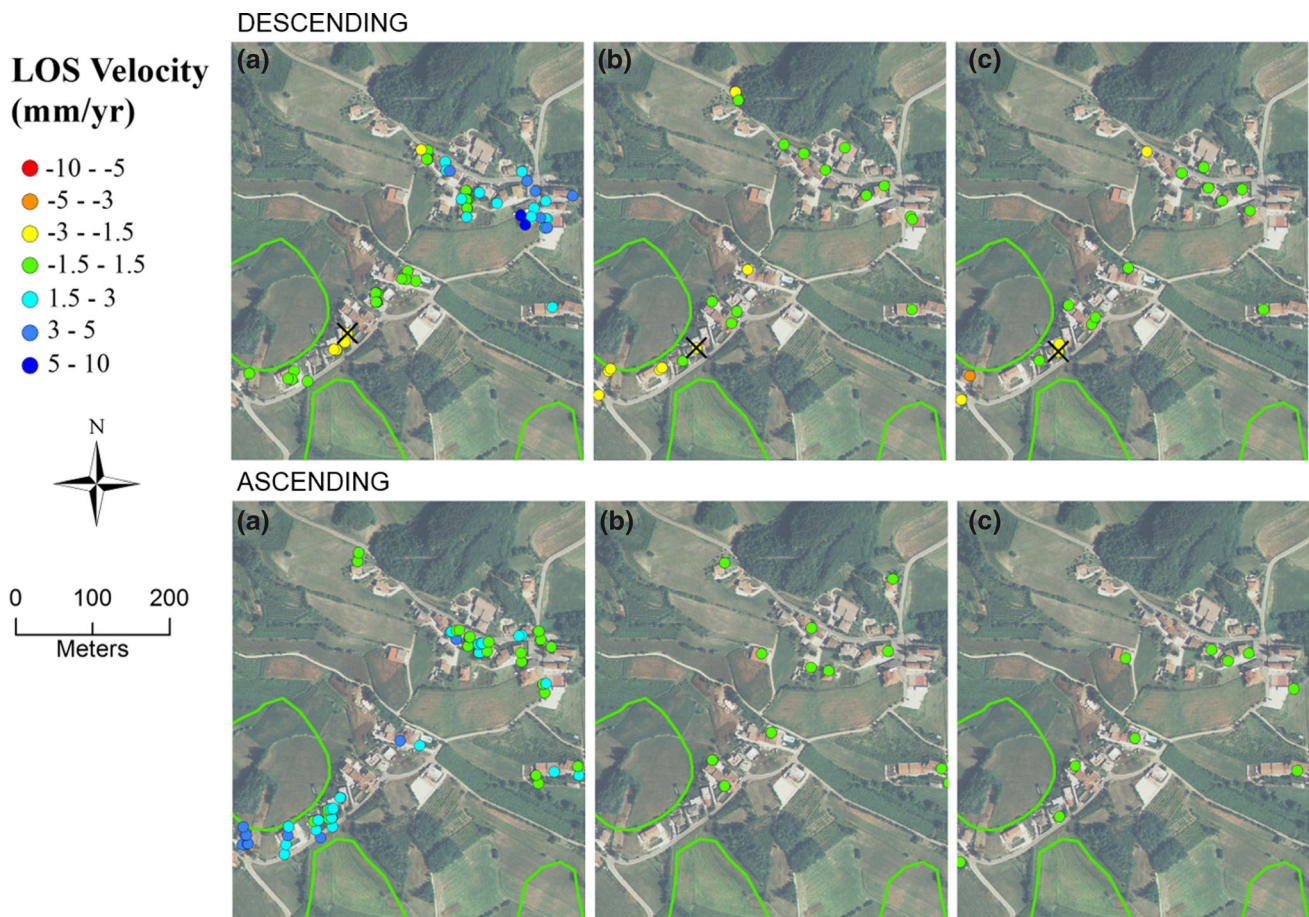 DESCENDING
LOS Velocity
(mm/yr)
-10 - -5
-5 - -3
-3 - -1.5
-1.5 - 1.5
1.5 - 3
3 - 5
5 - 10
N
0 100 200
Meters
(a) (b) (c)
ASCENDING
(a) (b) (c)